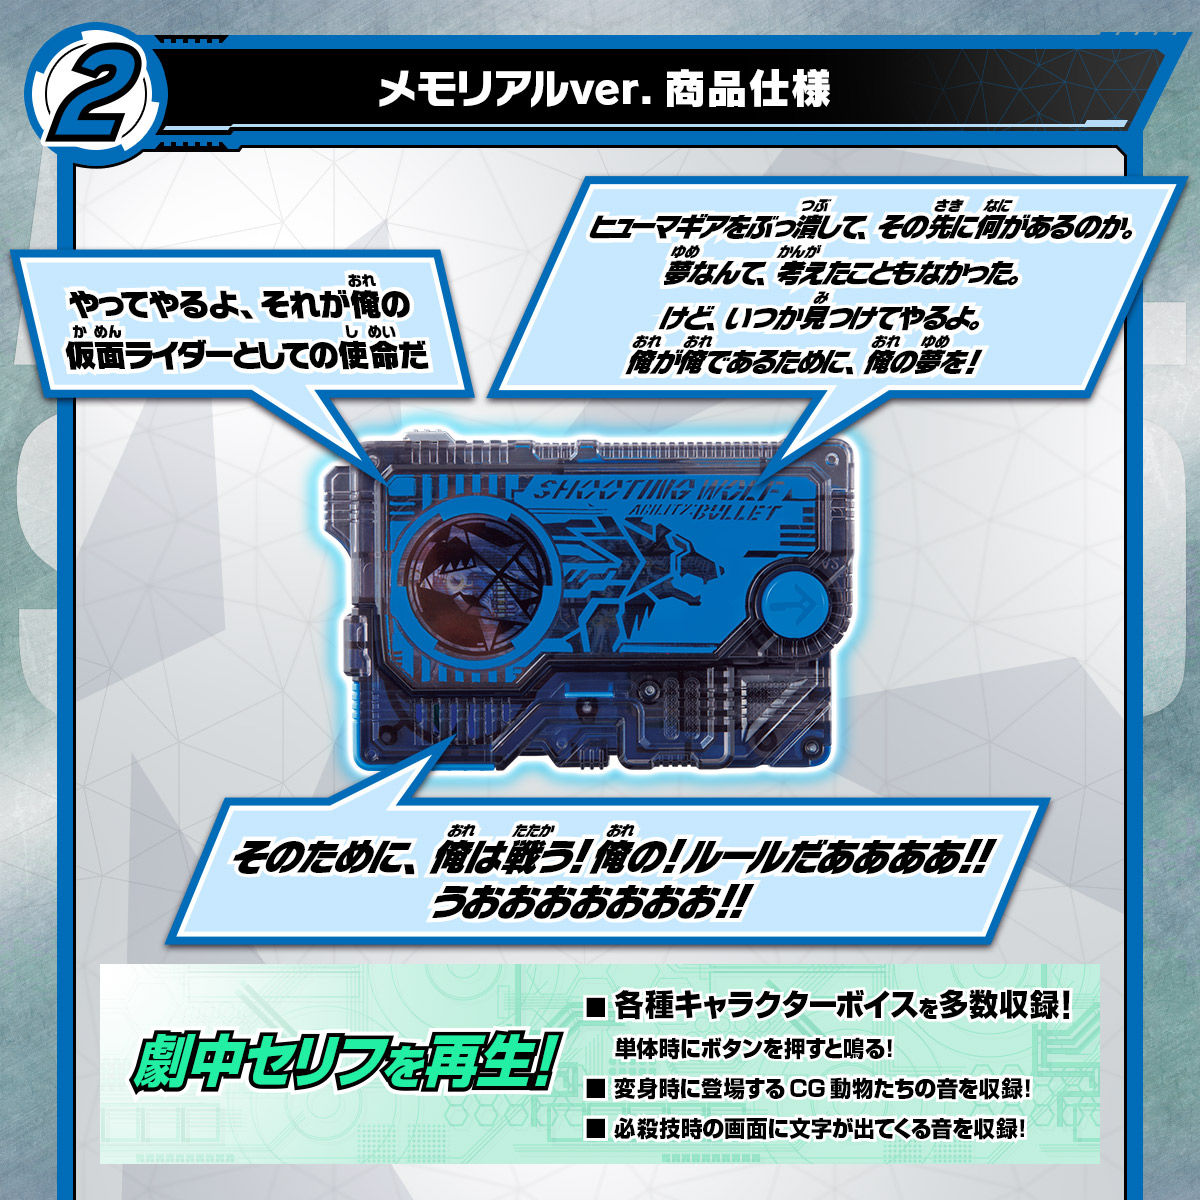 2
メモリアルver. 商品仕様
やってやるよ、それが俺の
仮面ライダーとしての使命だ
ヒューマギアをぶっ潰して、その先に何があるのか。
夢なんて、考えたこともなかった。
けど、いつか見つけてやるよ。
俺が俺であるために、俺の夢を!
SHOOTING WOLF
ABILITY:BULLET
そのために、俺は戦う!俺の!ルールだああああ!!
うおおおおおおお!!
劇中セリフを再生!
■ 各種キャラクターボイスを多数収録!
単体時にボタンを押すと鳴る!
■ 変身時に登場するCG動物たちの音を収録!
■ 必殺技時の画面に文字が出てくる音を収録!